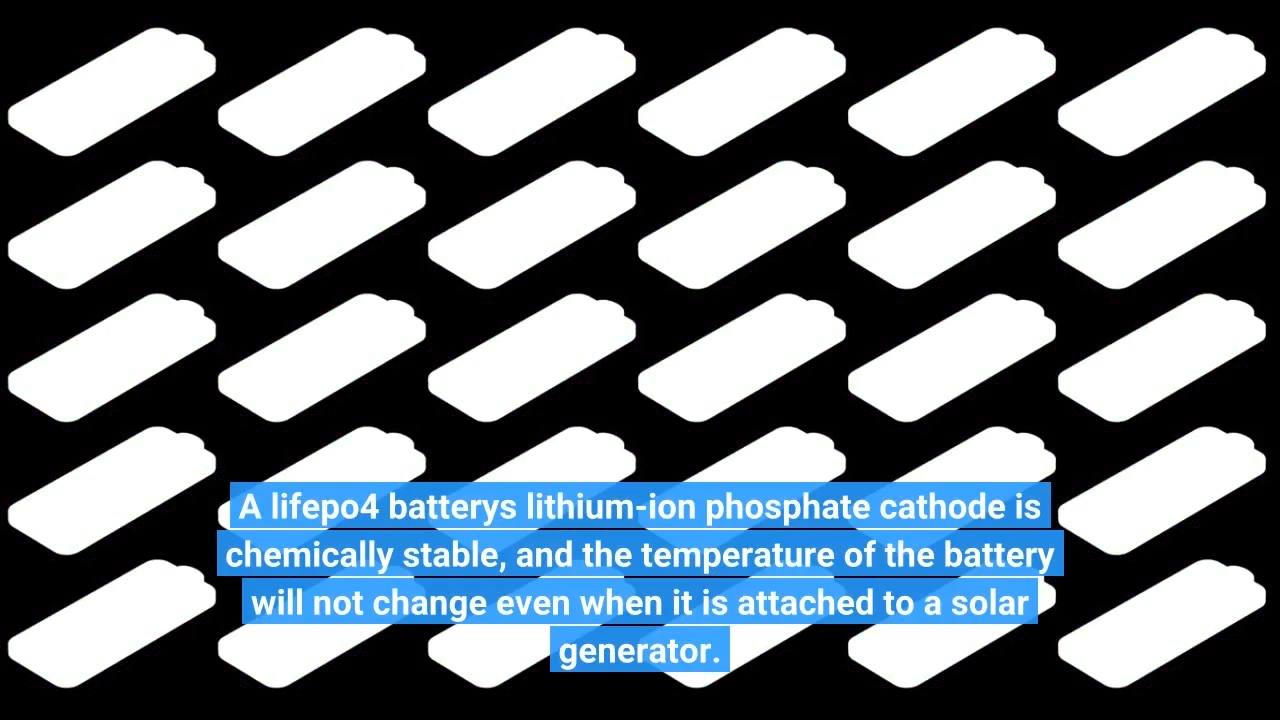 A lifepo4 batterys lithium-ion phosphate cathode is
chemically stable, and the temperature of the battery
will not change even when it is attached to a solar
generator.